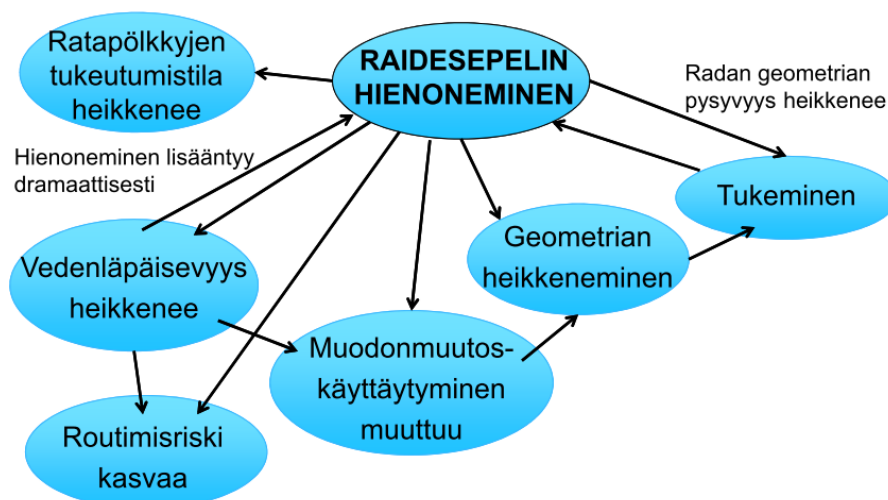 Ratapölkkyjen
tukeutumistila
heikkenee
RAIDESEPELIN
HIENONEMINEN
Radan geometrian
pysyvyys heikkenee
Hienoneminen lisääntyy
dramaattisesti
Tukeminen
Geometrian
heikkeneminen
Vedenläpäisevyys
heikkenee
Muodonmuutos-
käyttäytyminen
muuttuu
Routimisriski
kasvaa